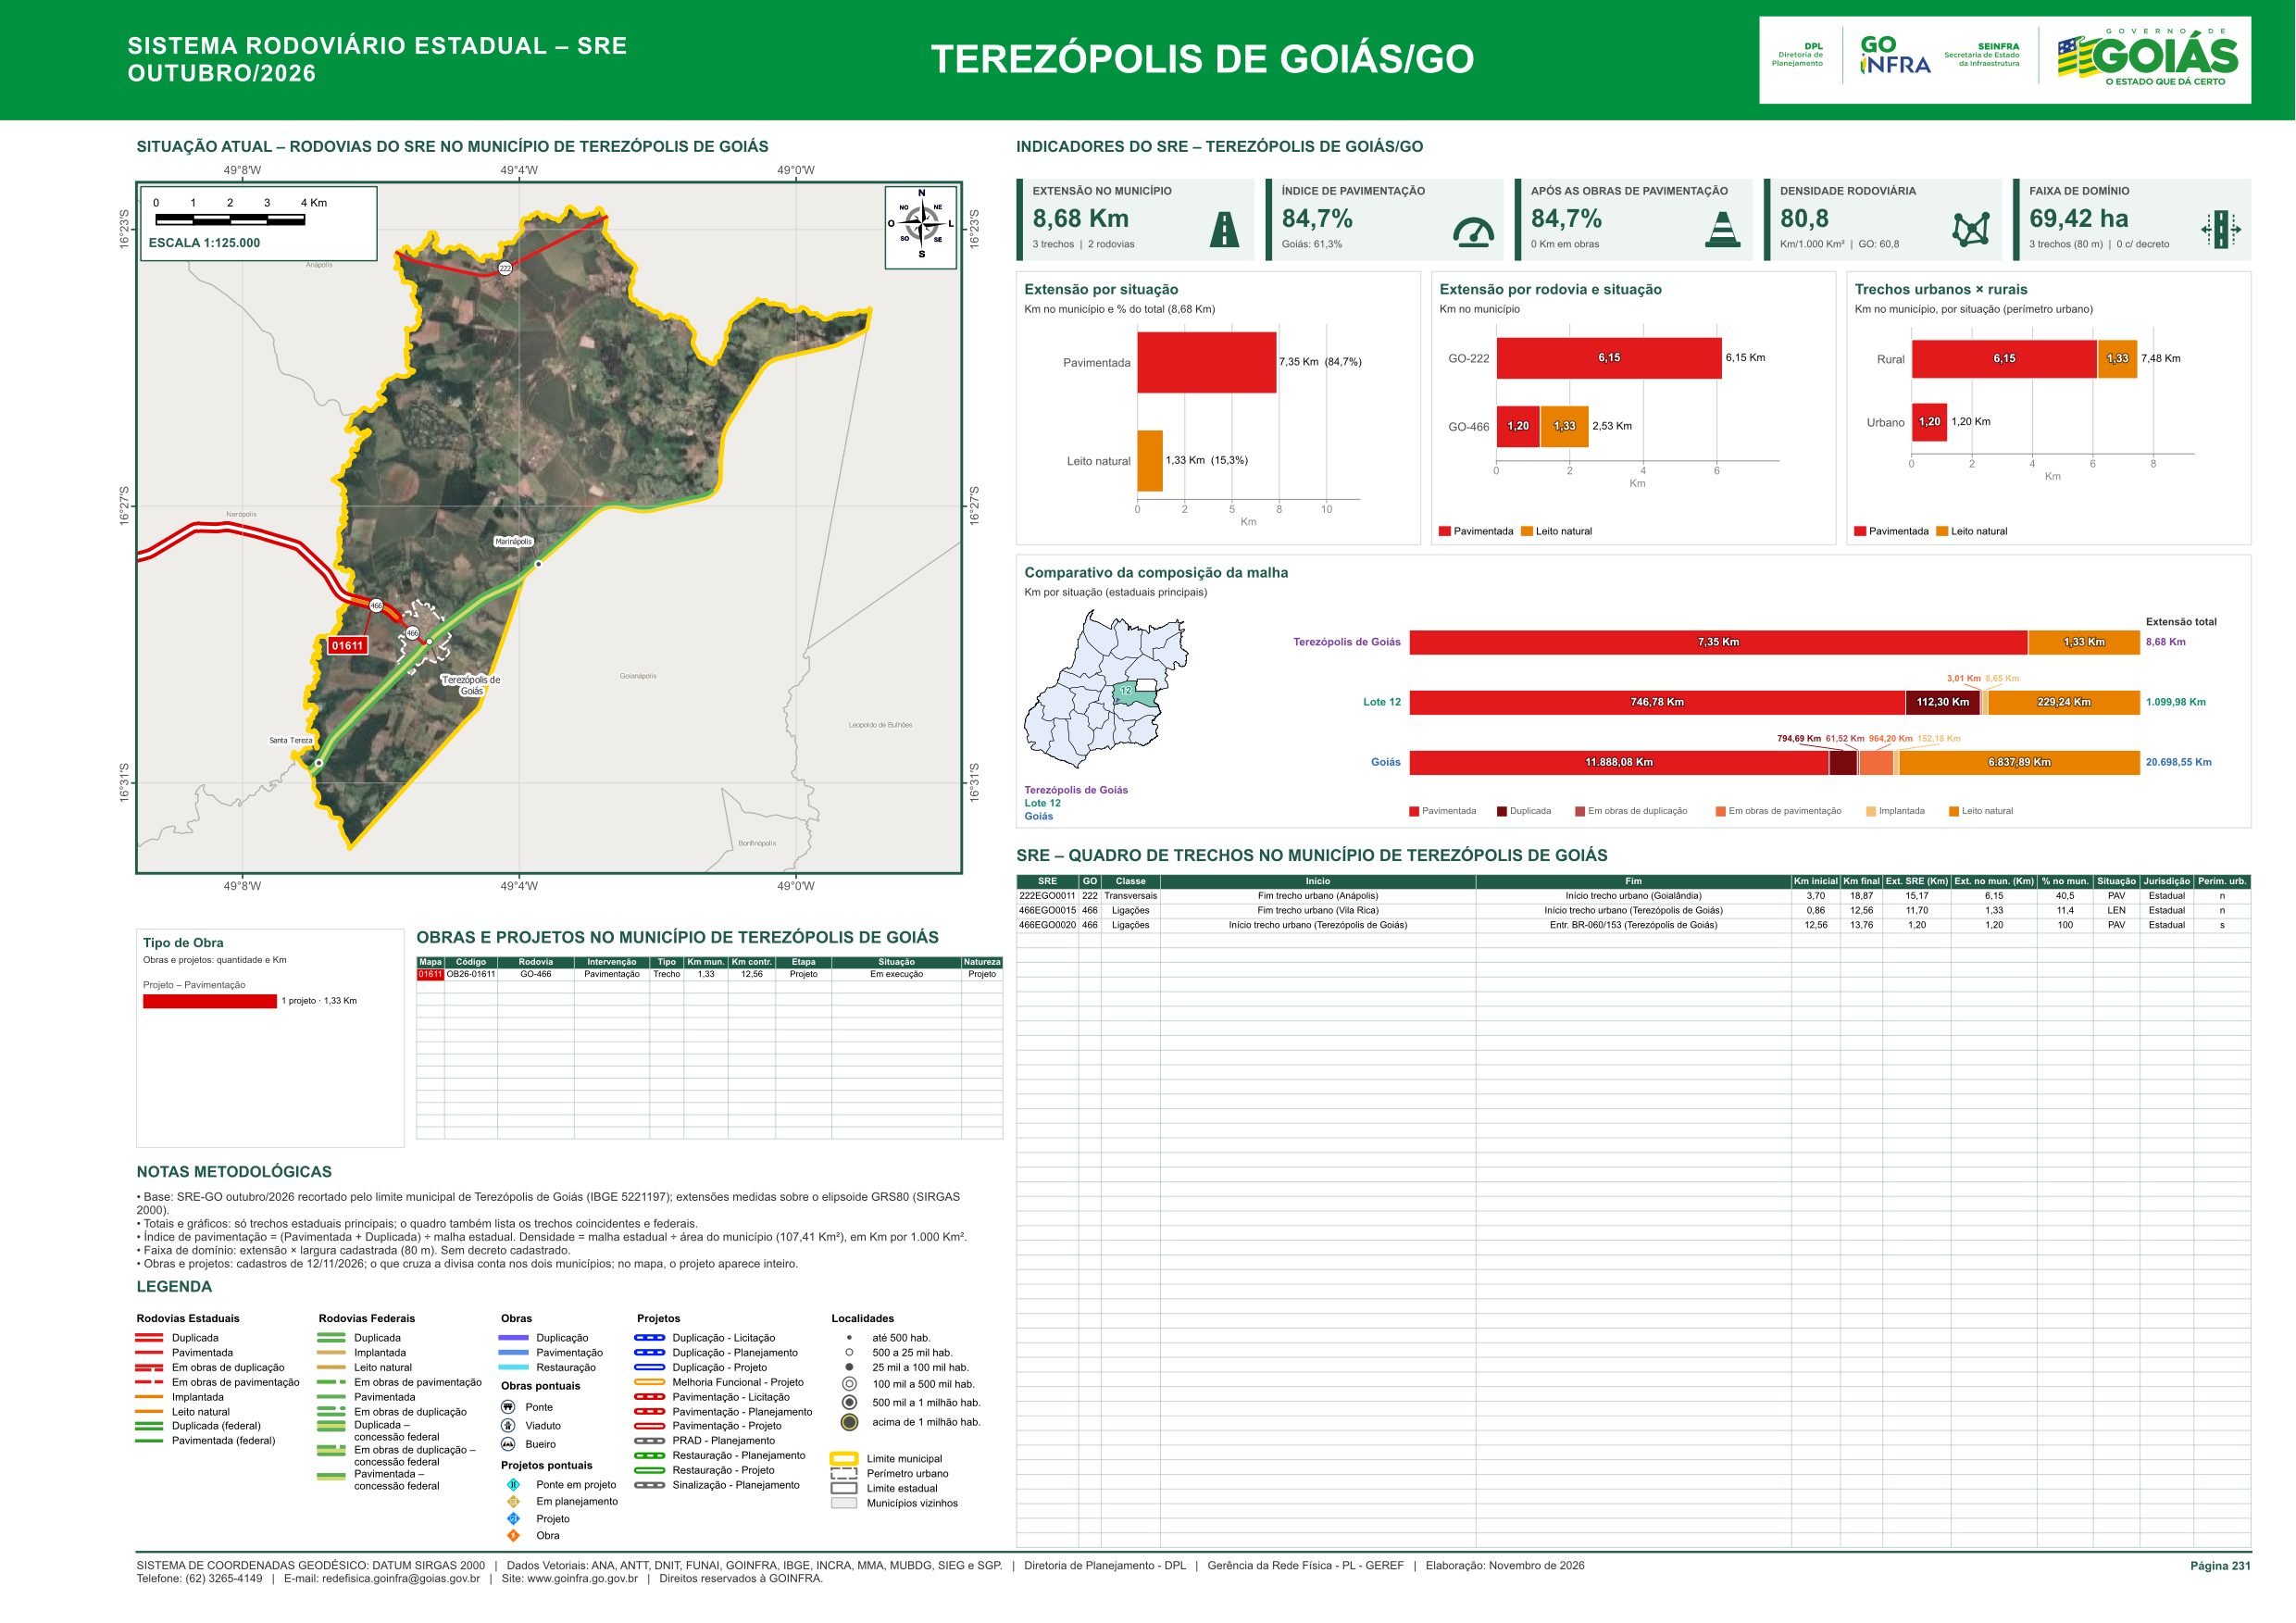 SISTEMA RODOVIÁRIO ESTADUAL – SRE
OUTUBRO/2026
TEREZÓPOLIS DE GOIÁS/GO
DPL
Diretoria de
Planejamento
GO
iNFRA
SEINFRA
Secretaria de Estado
da Infraestrutura
GOVERNO DE
GOIÁS
O ESTADO QUE DÁ CERTO
SITUAÇÃO ATUAL – RODOVIAS DO SRE NO MUNICÍPIO DE TEREZÓPOLIS DE GOIÁS
49°8'W 49°4'W 49°0'W
0 1 2 3 4 Km
ESCALA 1:125.000
N
NO NE
O L
SO SE
S
16°23'S 16°23'S
Anápolis
222
16°27'S 16°27'S
Nerópolis
Marinápolis
466
466
01611
Terezópolis de
Goiás
Goianápolis
Leopoldo de Bulhões
Santa Tereza
16°31'S 16°31'S
Bonfinópolis
49°8'W 49°4'W 49°0'W
INDICADORES DO SRE – TEREZÓPOLIS DE GOIÁS/GO
EXTENSÃO NO MUNICÍPIO
8,68 Km
3 trechos | 2 rodovias
ÍNDICE DE PAVIMENTAÇÃO
84,7%
Goiás: 61,3%
APÓS AS OBRAS DE PAVIMENTAÇÃO
84,7%
0 Km em obras
DENSIDADE RODOVIÁRIA
80,8
Km/1.000 Km² | GO: 60,8
FAIXA DE DOMÍNIO
69,42 ha
3 trechos (80 m) | 0 c/ decreto
Extensão por situação
Km no município e % do total (8,68 Km)
Pavimentada 7,35 Km (84,7%)
Leito natural 1,33 Km (15,3%)
0 2 5 8 10
Km
Extensão por rodovia e situação
Km no município
GO-222 6,15 6,15 Km
GO-466 1,20 1,33 2,53 Km
0 2 4 6
Km
Pavimentada Leito natural
Trechos urbanos × rurais
Km no município, por situação (perímetro urbano)
Rural 6,15 1,33 7,48 Km
Urbano 1,20 1,20 Km
0 2 4 6 8
Km
Pavimentada Leito natural
Comparativo da composição da malha
Km por situação (estaduais principais)
12
Terezópolis de Goiás
Lote 12
Goiás
Extensão total
Terezópolis de Goiás 7,35 Km 1,33 Km 8,68 Km
3,01 Km 8,65 Km
Lote 12 746,78 Km 112,30 Km 229,24 Km 1.099,98 Km
794,69 Km 61,52 Km 964,20 Km 152,18 Km
Goiás 11.888,08 Km 6.837,89 Km 20.698,55 Km
Pavimentada Duplicada Em obras de duplicação Em obras de pavimentação Implantada Leito natural
SRE – QUADRO DE TRECHOS NO MUNICÍPIO DE TEREZÓPOLIS DE GOIÁS
SRE GO Classe Início Fim Km inicial Km final Ext. SRE (Km) Ext. no mun. (Km) % no mun. Situação Jurisdição Perím. urb.
222EGO0011 222 Transversais Fim trecho urbano (Anápolis) Início trecho urbano (Goialândia) 3,70 18,87 15,17 6,15 40,5 PAV Estadual n
466EGO0015 466 Ligações Fim trecho urbano (Vila Rica) Início trecho urbano (Terezópolis de Goiás) 0,86 12,56 11,70 1,33 11,4 LEN Estadual n
466EGO0020 466 Ligações Início trecho urbano (Terezópolis de Goiás) Entr. BR-060/153 (Terezópolis de Goiás) 12,56 13,76 1,20 1,20 100 PAV Estadual s
Tipo de Obra
Obras e projetos: quantidade e Km
Projeto – Pavimentação
1 projeto · 1,33 Km
OBRAS E PROJETOS NO MUNICÍPIO DE TEREZÓPOLIS DE GOIÁS
Mapa Código Rodovia Intervenção Tipo Km mun. Km contr. Etapa Situação Natureza
01611 OB26-01611 GO-466 Pavimentação Trecho 1,33 12,56 Projeto Em execução Projeto
NOTAS METODOLÓGICAS
• Base: SRE-GO outubro/2026 recortado pelo limite municipal de Terezópolis de Goiás (IBGE 5221197); extensões medidas sobre o elipsoide GRS80 (SIRGAS
2000).
• Totais e gráficos: só trechos estaduais principais; o quadro também lista os trechos coincidentes e federais.
• Índice de pavimentação = (Pavimentada + Duplicada) ÷ malha estadual. Densidade = malha estadual ÷ área do município (107,41 Km²), em Km por 1.000 Km².
• Faixa de domínio: extensão × largura cadastrada (80 m). Sem decreto cadastrado.
• Obras e projetos: cadastros de 12/11/2026; o que cruza a divisa conta nos dois municípios; no mapa, o projeto aparece inteiro.
LEGENDA
Rodovias Estaduais
Duplicada
Pavimentada
Em obras de duplicação
Em obras de pavimentação
Implantada
Leito natural
Duplicada (federal)
Pavimentada (federal)
Rodovias Federais
Duplicada
Implantada
Leito natural
Em obras de pavimentação
Pavimentada
Em obras de duplicação
Duplicada –
concessão federal
Em obras de duplicação –
concessão federal
Pavimentada –
concessão federal
Obras
Duplicação
Pavimentação
Restauração
Obras pontuais
Ponte
Viaduto
Bueiro
Projetos pontuais
Ponte em projeto
Em planejamento
Projeto
Obra
Projetos
Duplicação - Licitação
Duplicação - Planejamento
Duplicação - Projeto
Melhoria Funcional - Projeto
Pavimentação - Licitação
Pavimentação - Planejamento
Pavimentação - Projeto
PRAD - Planejamento
Restauração - Planejamento
Restauração - Projeto
Sinalização - Planejamento
Localidades
até 500 hab.
500 a 25 mil hab.
25 mil a 100 mil hab.
100 mil a 500 mil hab.
500 mil a 1 milhão hab.
acima de 1 milhão hab.
Limite municipal
Perímetro urbano
Limite estadual
Municípios vizinhos
SISTEMA DE COORDENADAS GEODÉSICO: DATUM SIRGAS 2000 | Dados Vetoriais: ANA, ANTT, DNIT, FUNAI, GOINFRA, IBGE, INCRA, MMA, MUBDG, SIEG e SGP. | Diretoria de Planejamento - DPL | Gerência da Rede Física - PL - GEREF | Elaboração: Novembro de 2026
Telefone: (62) 3265-4149 | E-mail: redefisica.goinfra@goias.gov.br | Site: www.goinfra.go.gov.br | Direitos reservados à GOINFRA.
Página 231